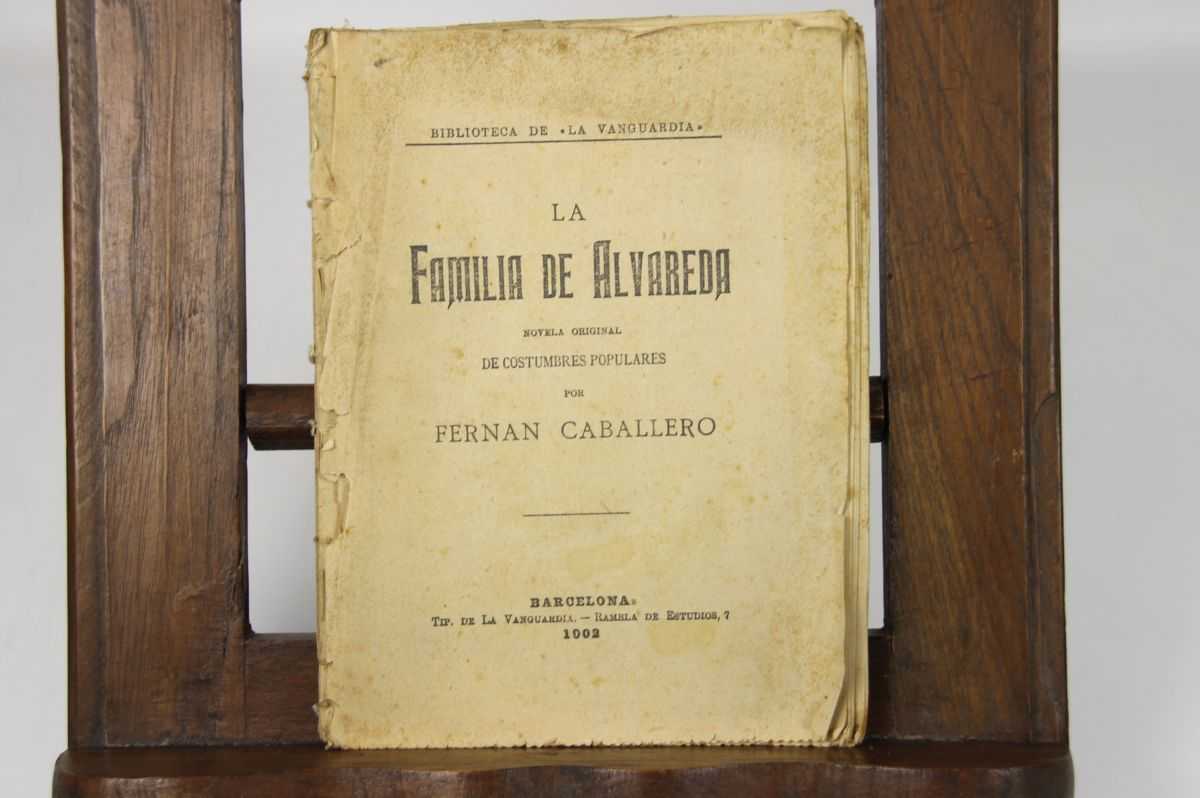 BIBLIOTECA DE «LA VANGUARDIA»
LA
FAMILIA DE ALVAREDA
NOVELA ORIGINAL
DE COSTUMBRES POPULARES
POR
FERNAN CABALLERO
BARCELONA
TIP. DE LA VANGUARDIA. — RAMBLA DE ESTUDIOS, 7
1902